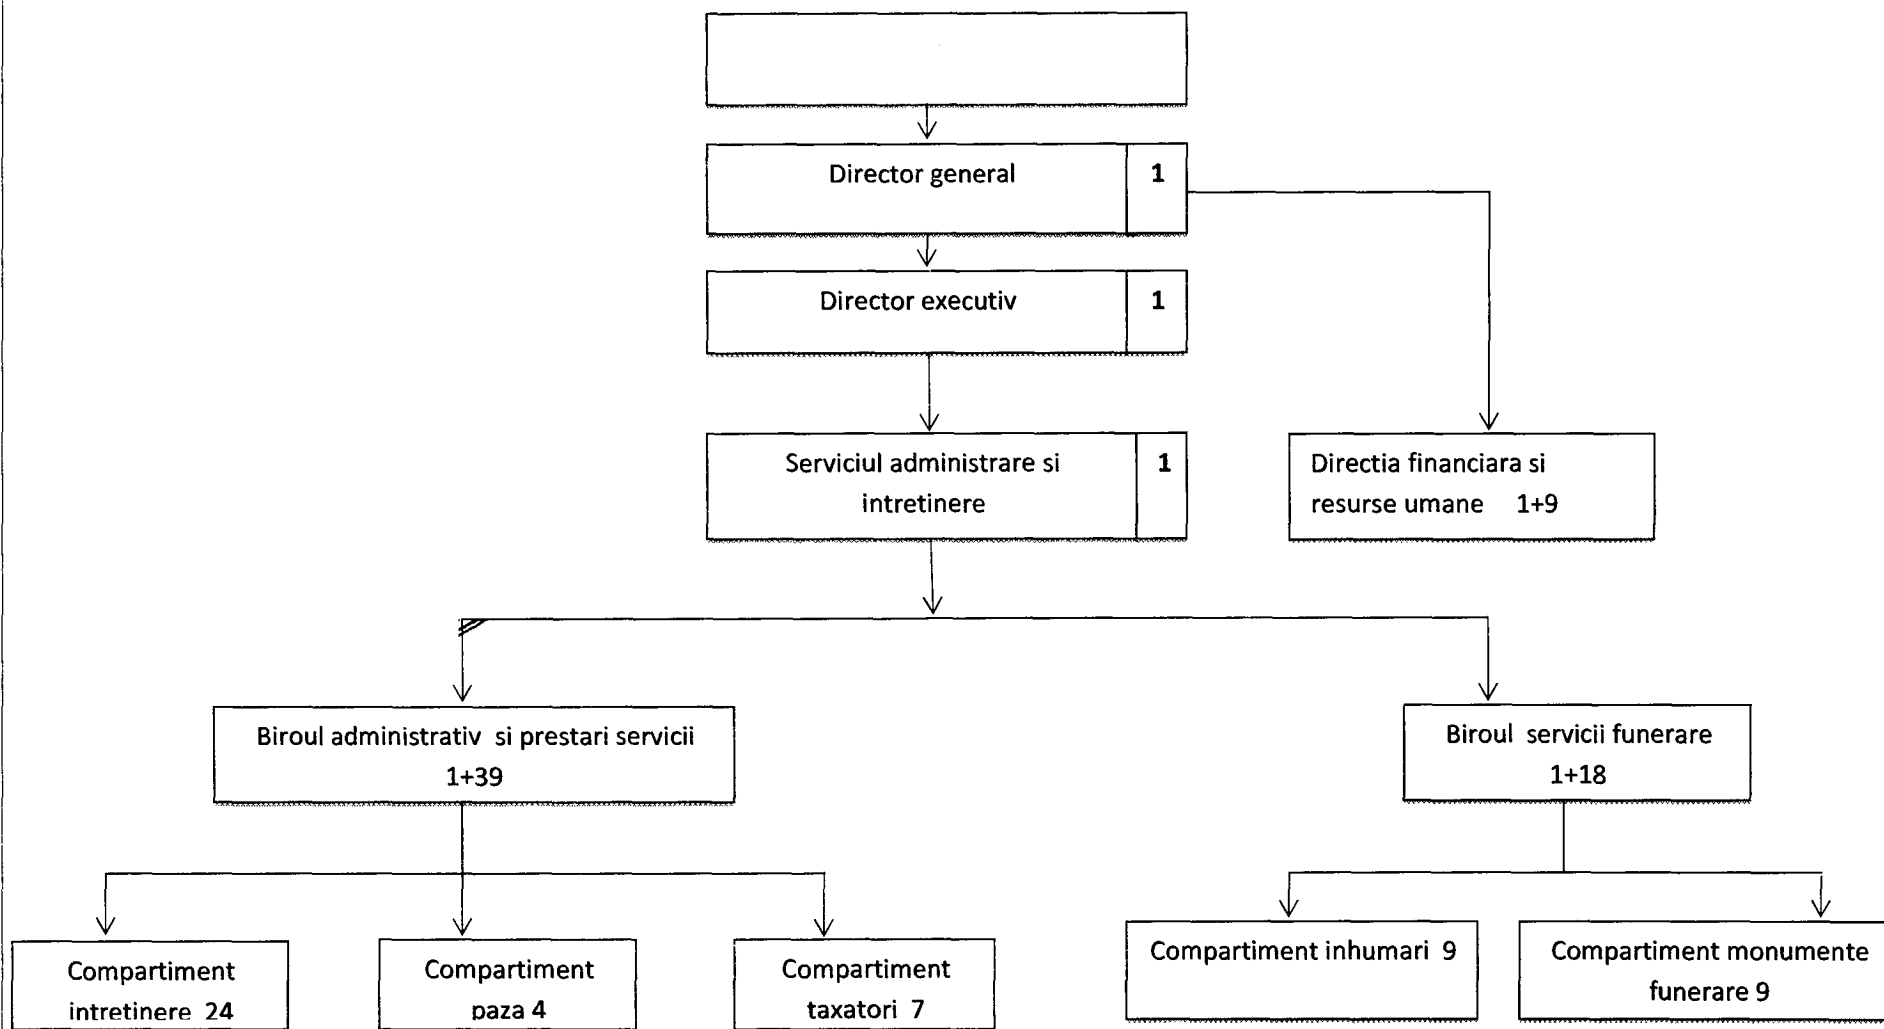 Director general 1
Director executiv 1
Serviciul administrare si 1
intretinere
Directia financiara si
resurse umane 1+9
Biroul administrativ si prestari servicii
1+39
Biroul servicii funerare
1+18
Compartiment
intretinere 24
Compartiment
paza 4
Compartiment
taxatori 7
Compartiment inhumari 9
Compartiment monumente
funerare 9